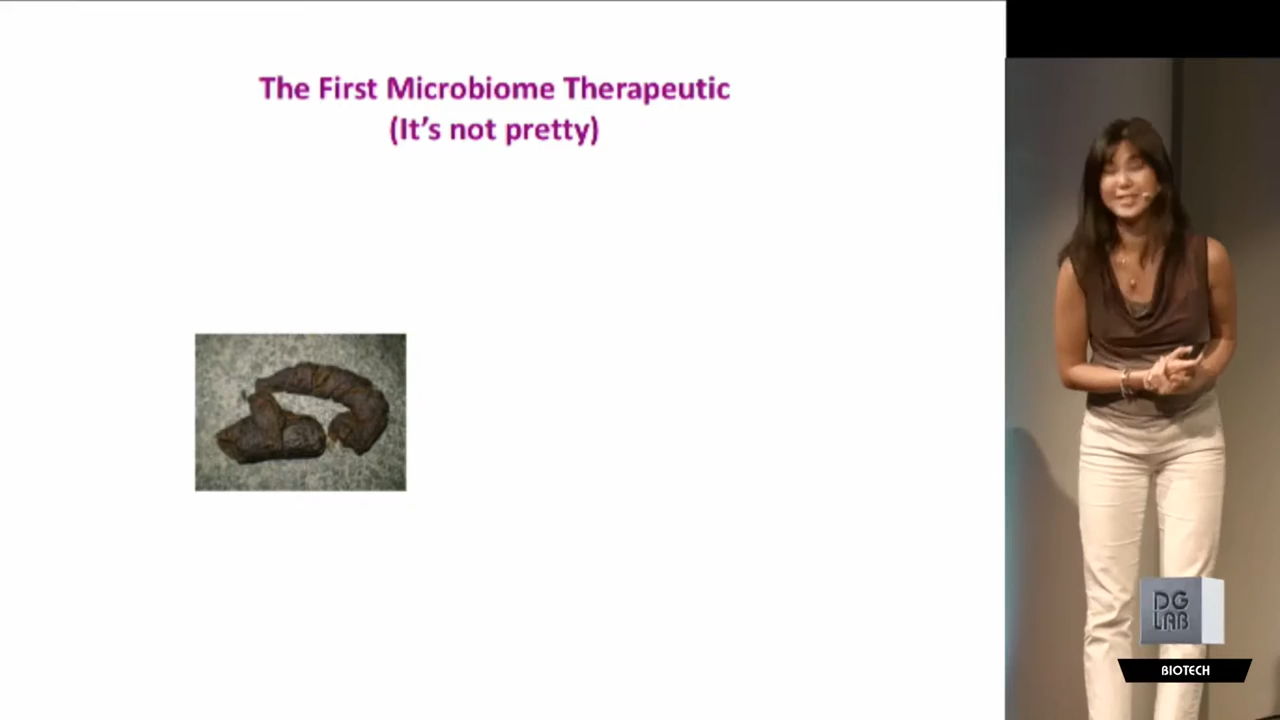 The First Microbiome Therapeutic
(It's not pretty)
DG
LAB
BIOTECH